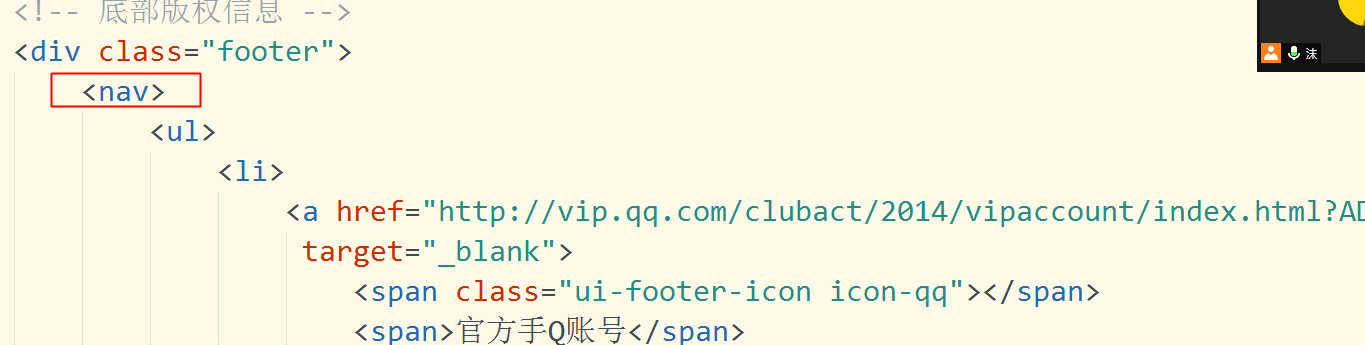 <!-- 底部版权信息 -->
<div class="footer">
沫
<nav>
<ul>
<li>
<a href="http://vip.qq.com/clubact/2014/vipaccount/index.html?AD
target="_blank">
<span class="ui-footer-icon icon-qq"></span>
<span>官方手Q账号</span>